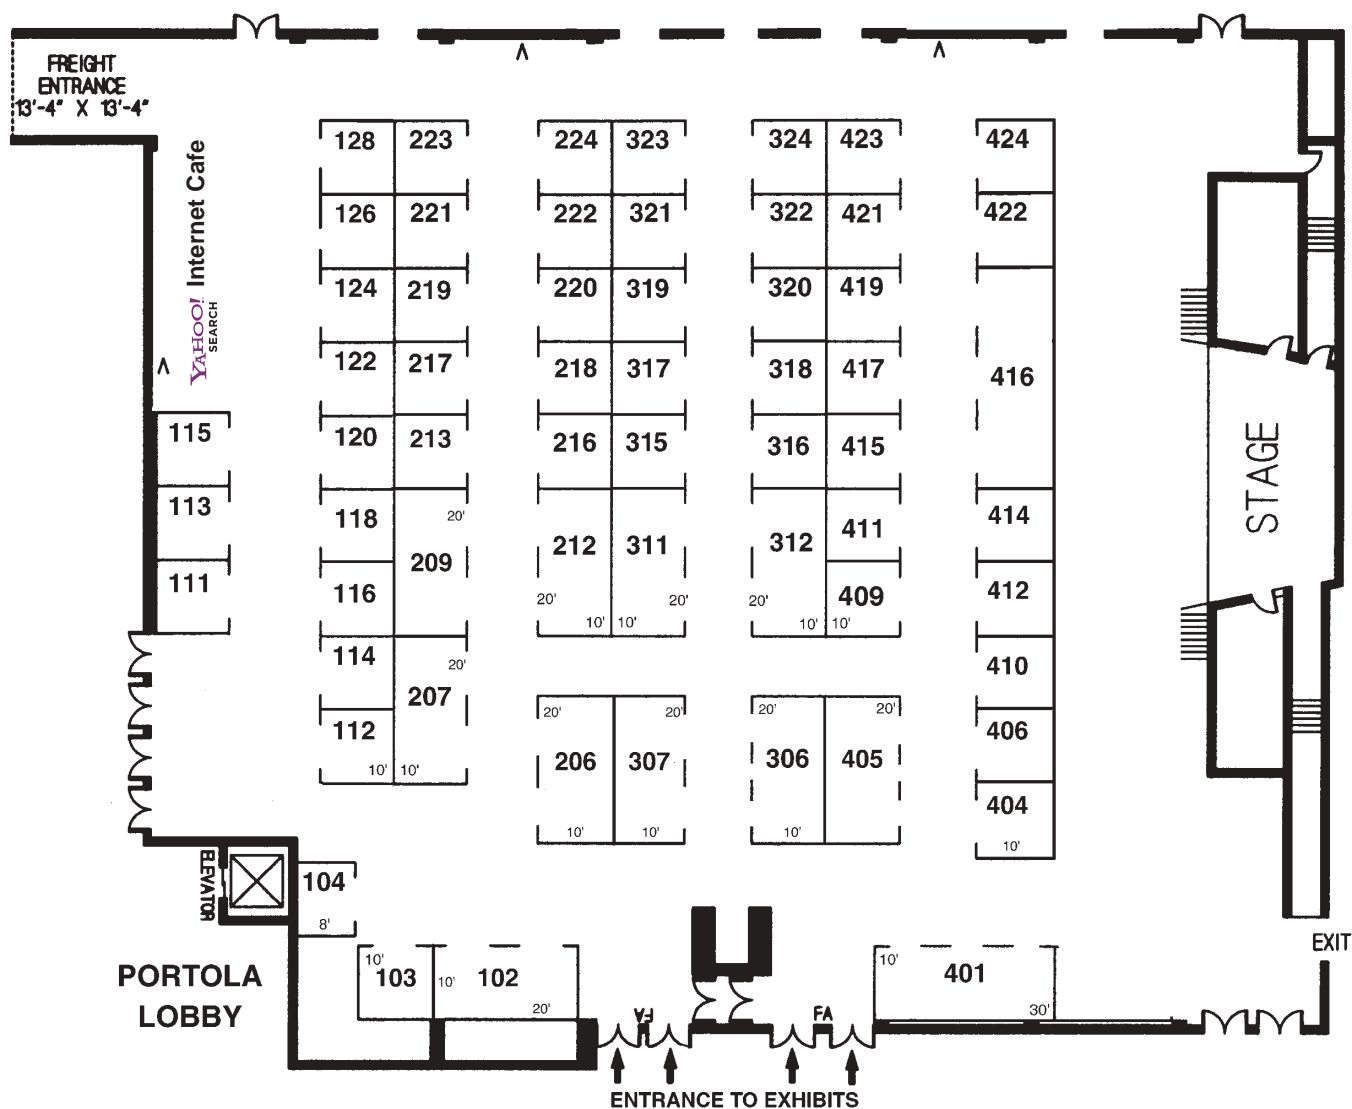 FREIGHT
ENTRANCE
13'-4" X 13'-4"
YAHOO!
SEARCH
Internet Cafe
128 223 224 323 324 423 424
126 221 222 321 322 421 422
124 219 220 319 320 419
122 217 218 317 318 417 416
115 120 213 216 315 316 415
113 118 20' 414
411
212 311 312
209
111 116 412
409
20' 20' 20'
10' 10' 10' 10'
114 20' 410
207
112 406
10' 10'
20' 20' 20' 20'
206 307 306 405
404
10' 10' 10' 10'
STAGE
ELEVATOR
104
8'
EXIT
PORTOLA
LOBBY
10'
103 10' 102
20'
10' 401
30'
FA FA
ENTRANCE TO EXHIBITS